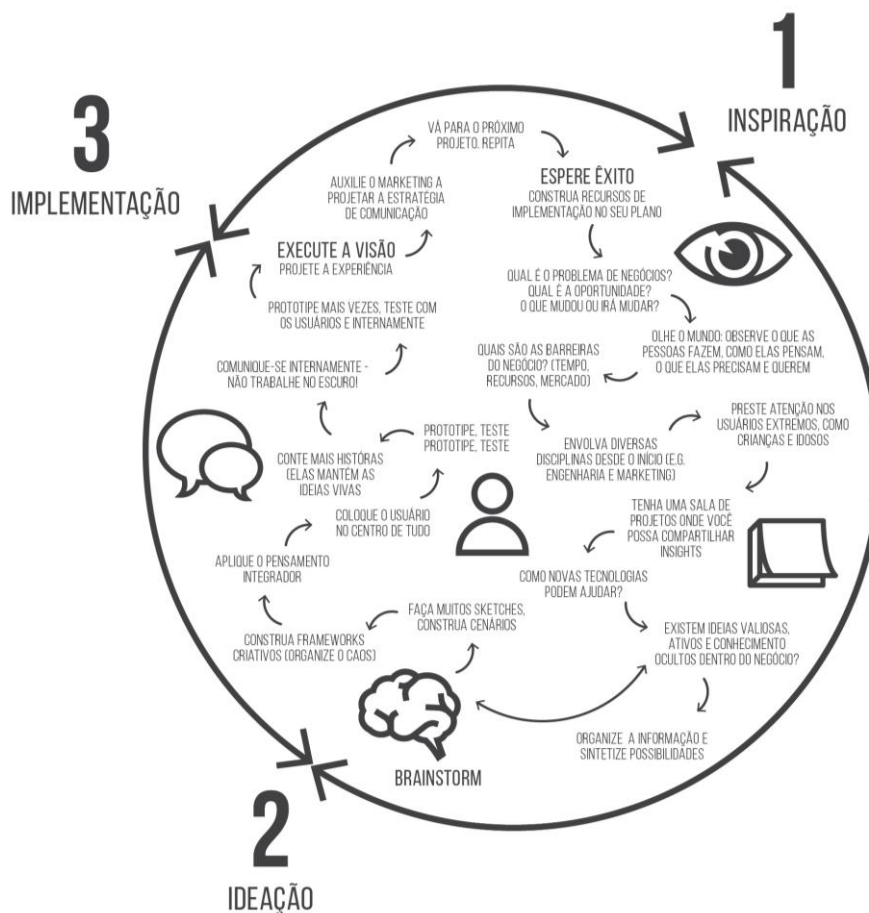 1
INSPIRAÇÃO
ESPERE ÊXITO
CONSTRUA RECURSOS DE
IMPLEMENTAÇÃO NO SEU PLANO
QUAL É O PROBLEMA DE NEGÓCIOS?
QUAL É A OPORTUNIDADE?
O QUE MUDOU OU IRÁ MUDAR?
OLHE O MUNDO: OBSERVE O QUE AS
PESSOAS FAZEM, COMO ELAS PENSAM,
O QUE ELAS PRECISAM E QUEREM
QUAIS SÃO AS BARREIRAS
DO NEGÓCIO? (TEMPO,
RECURSOS, MERCADO)
ENVOLVA DIVERSAS
DISCIPLINAS DESDE O INÍCIO (E.G.
ENGENHARIA E MARKETING)
PRESTE ATENÇÃO NOS
USUÁRIOS EXTREMOS, COMO
CRIANÇAS E IDOSOS
TENHA UMA SALA DE
PROJETOS ONDE VOCÊ
POSSA COMPARTILHAR
INSIGHTS
COMO NOVAS TECNOLOGIAS
PODEM AJUDAR?
EXISTEM IDEIAS VALIOSAS,
ATIVOS E CONHECIMENTO
OCULTOS DENTRO DO NEGÓCIO?
ORGANIZE A INFORMAÇÃO E
SINTETIZE POSSIBILIDADES
2
IDEAÇÃO
BRAINSTORM
FAÇA MUITOS SKETCHES,
CONSTRUA CENÁRIOS
CONSTRUA FRAMEWORKS
CRIATIVOS (ORGANIZE O CAOS)
APLIQUE O PENSAMENTO
INTEGRADOR
COLOQUE O USUÁRIO
NO CENTRO DE TUDO
PROTOTIPE, TESTE
PROTOTIPE, TESTE
CONTE MAIS HISTÓRAS
(ELAS MANTÉM AS
IDEIAS VIVAS
COMUNIQUE-SE INTERNAMENTE -
NÃO TRABALHE NO ESCURO!
3
IMPLEMENTAÇÃO
PROTOTIPE MAIS VEZES, TESTE COM
OS USUÁRIOS E INTERNAMENTE
EXECUTE A VISÃO
PROJETE A EXPERIÊNCIA
AUXILIE O MARKETING A
PROJETAR A ESTRATÉGIA
DE COMUNICAÇÃO
VÁ PARA O PRÓXIMO
PROJETO. REPITA